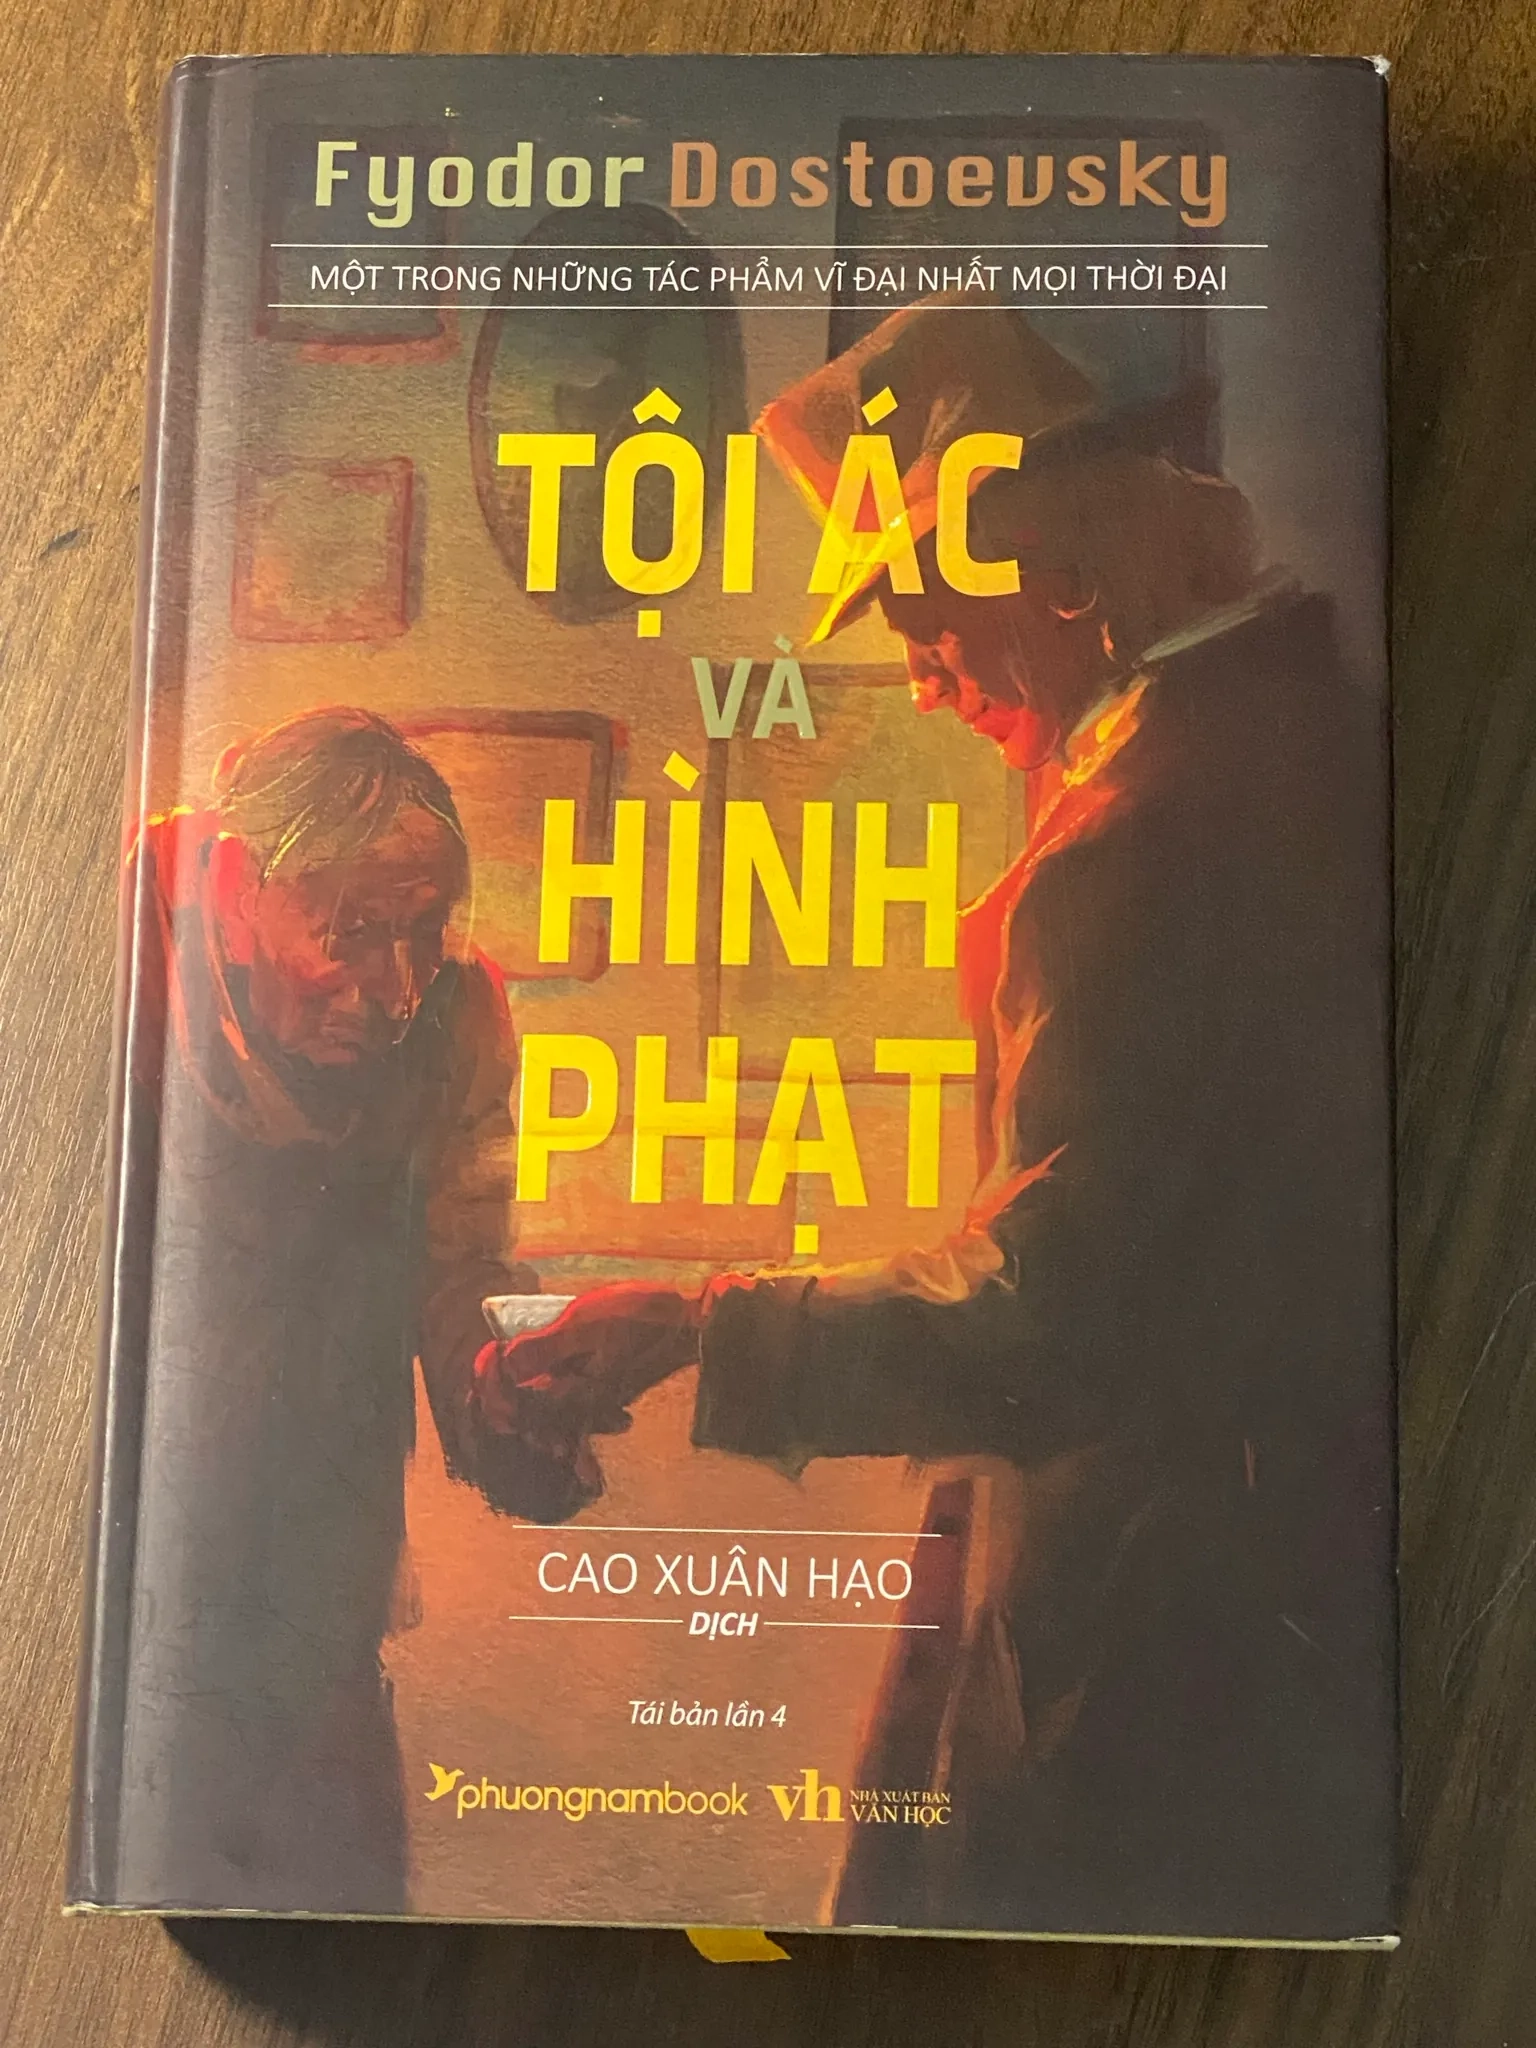 Fyodor Dostoevsky
MỘT TRONG NHỮNG TÁC PHẨM VĨ ĐẠI NHẤT MỌI THỜI ĐẠI
TỘI ÁC
VÀ
HÌNH
PHẠT
CAO XUÂN HẠO
DỊCH
Tái bản lần 4
phuongnambook vh NHÀ XUẤT BẢN
VĂN HỌC